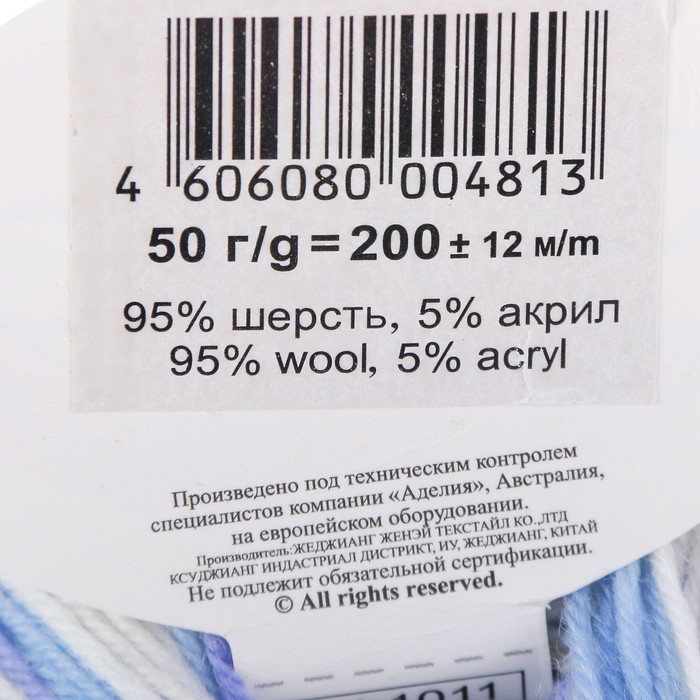 4 606080 004813
50 г/g = 200 ± 12 м/m
95% шерсть, 5% акрил
95% wool, 5% acryl
Произведено под техническим контролем
специалистов компании «Аделия», Австралия,
на европейском оборудовании.
Производитель:ЖЕДЖИАНГ ЖЕНЭЙ ТЕКСТАЙЛ КО.,ЛТД
КСУДЖИАНГ ИНДАСТРИАЛ ДИСТРИКТ, ИУ, ЖЕДЖИАНГ, КИТАЙ
Не подлежит обязательной сертификации.
© All rights reserved.